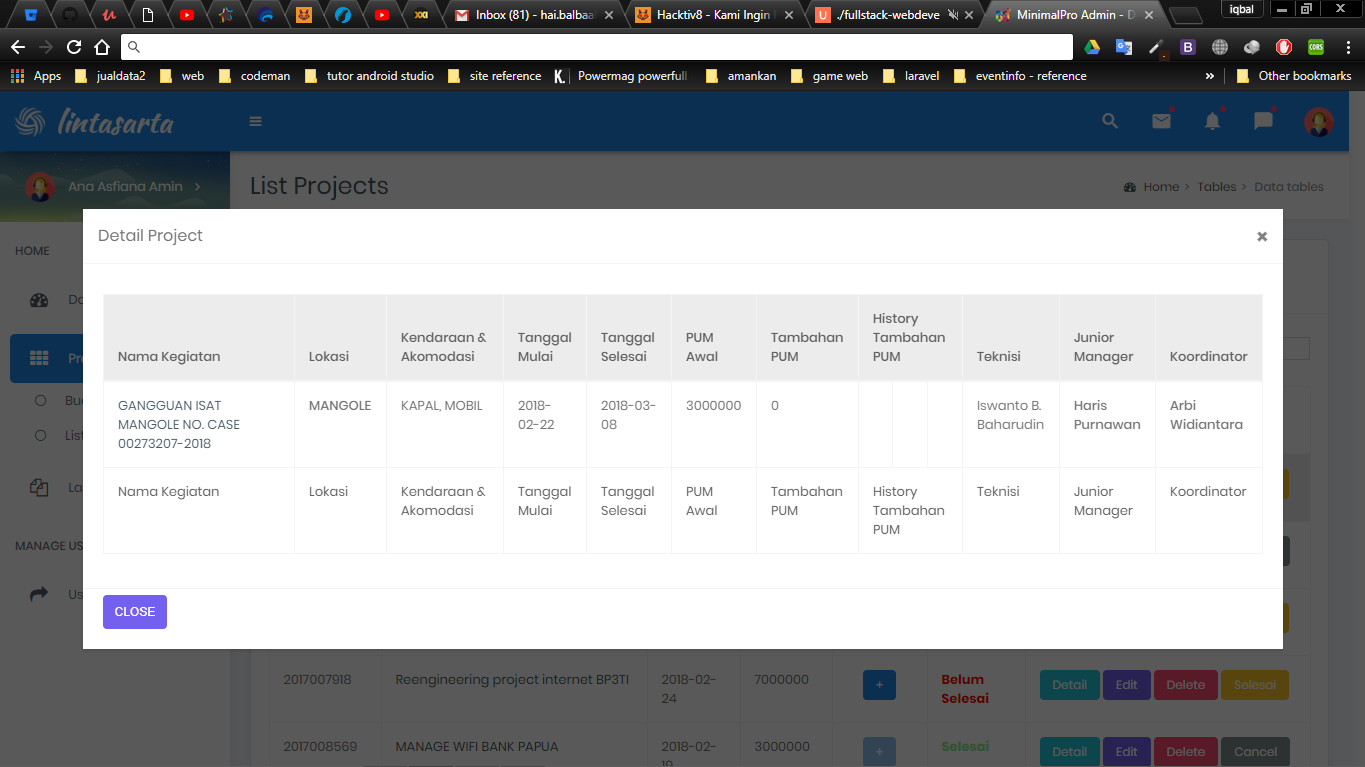 Inbox (81) - hai.balbaa
Hacktiv8 - Kami Ingin
./fullstack-webdeve
MinimalPro Admin - D
iqbal
Apps
jualdata2
web
codeman
tutor android studio
site reference
Powermag powerfull
amankan
game web
laravel
eventinfo - reference
»
Other bookmarks
lintasarta
Ana Asfiana Amin
List Projects
Home > Tables > Data tables
HOME
Detail Project
Nama Kegiatan
Lokasi
Kendaraan &
Akomodasi
Tanggal
Mulai
Tanggal
Selesai
PUM
Awal
Tambahan
PUM
History
Tambahan
PUM
Teknisi
Junior
Manager
Koordinator
GANGGUAN ISAT
MANGOLE NO. CASE
00273207-2018
MANGOLE
KAPAL, MOBIL
2018-
02-22
2018-03-
08
3000000
0
Iswanto B.
Baharudin
Haris
Purnawan
Arbi
Widiantara
Nama Kegiatan
Lokasi
Kendaraan &
Akomodasi
Tanggal
Mulai
Tanggal
Selesai
PUM
Awal
Tambahan
PUM
History
Tambahan
PUM
Teknisi
Junior
Manager
Koordinator
CLOSE
Da
Pr
Bu
List
La
MANAGE US
Us
2017007918
Reengineering project internet BP3TI
2018-02-
24
7000000
+
Belum
Selesai
Detail
Edit
Delete
Selesai
2017008569
MANAGE WIFI BANK PAPUA
2018-02-
19
3000000
+
Selesai
Detail
Edit
Delete
Cancel